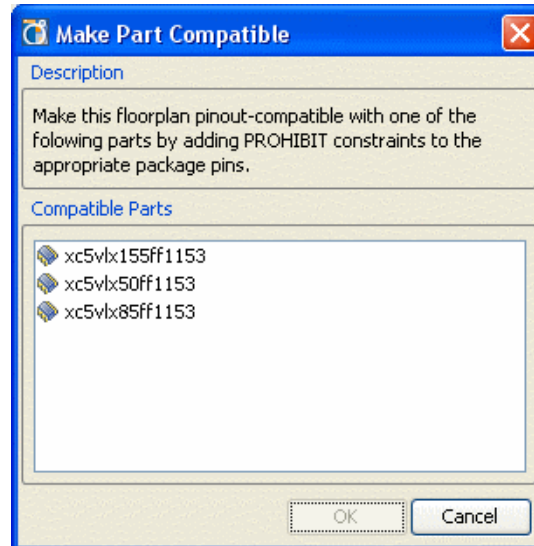 Make Part Compatible
Description
Make this floorplan pinout-compatible with one of the
folowing parts by adding PROHIBIT constraints to the
appropriate package pins.
Compatible Parts
xc5vlx155ff1153
xc5vlx50ff1153
xc5vlx85ff1153
OK Cancel